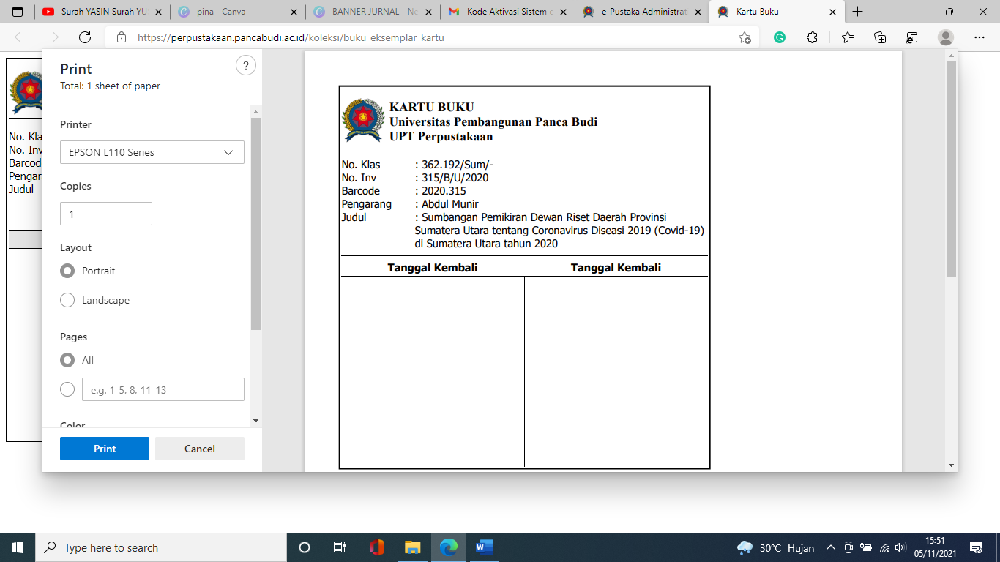 Surah YASIN Surah YU
pina - Canva
BANNER JURNAL - Ne
Kode Aktivasi Sistem e
e-Pustaka Administrat
Kartu Buku
https://perpustakaan.pancabudi.ac.id/koleksi/buku_eksemplar_kartu
No. Kla
No. Inv
Barcod
Pengar
Judul
Print
Total: 1 sheet of paper
?
Printer
EPSON L110 Series
Copies
1
Layout
Portrait
Landscape
Pages
All
e.g. 1-5, 8, 11-13
Color
Print
Cancel
KARTU BUKU
Universitas Pembangunan Panca Budi
UPT Perpustakaan
No. Klas : 362.192/Sum/-
No. Inv : 315/B/U/2020
Barcode : 2020.315
Pengarang : Abdul Munir
Judul : Sumbangan Pemikiran Dewan Riset Daerah Provinsi
Sumatera Utara tentang Coronavirus Diseasi 2019 (Covid-19)
di Sumatera Utara tahun 2020
Tanggal Kembali Tanggal Kembali
Type here to search
30°C Hujan
15:51
05/11/2021